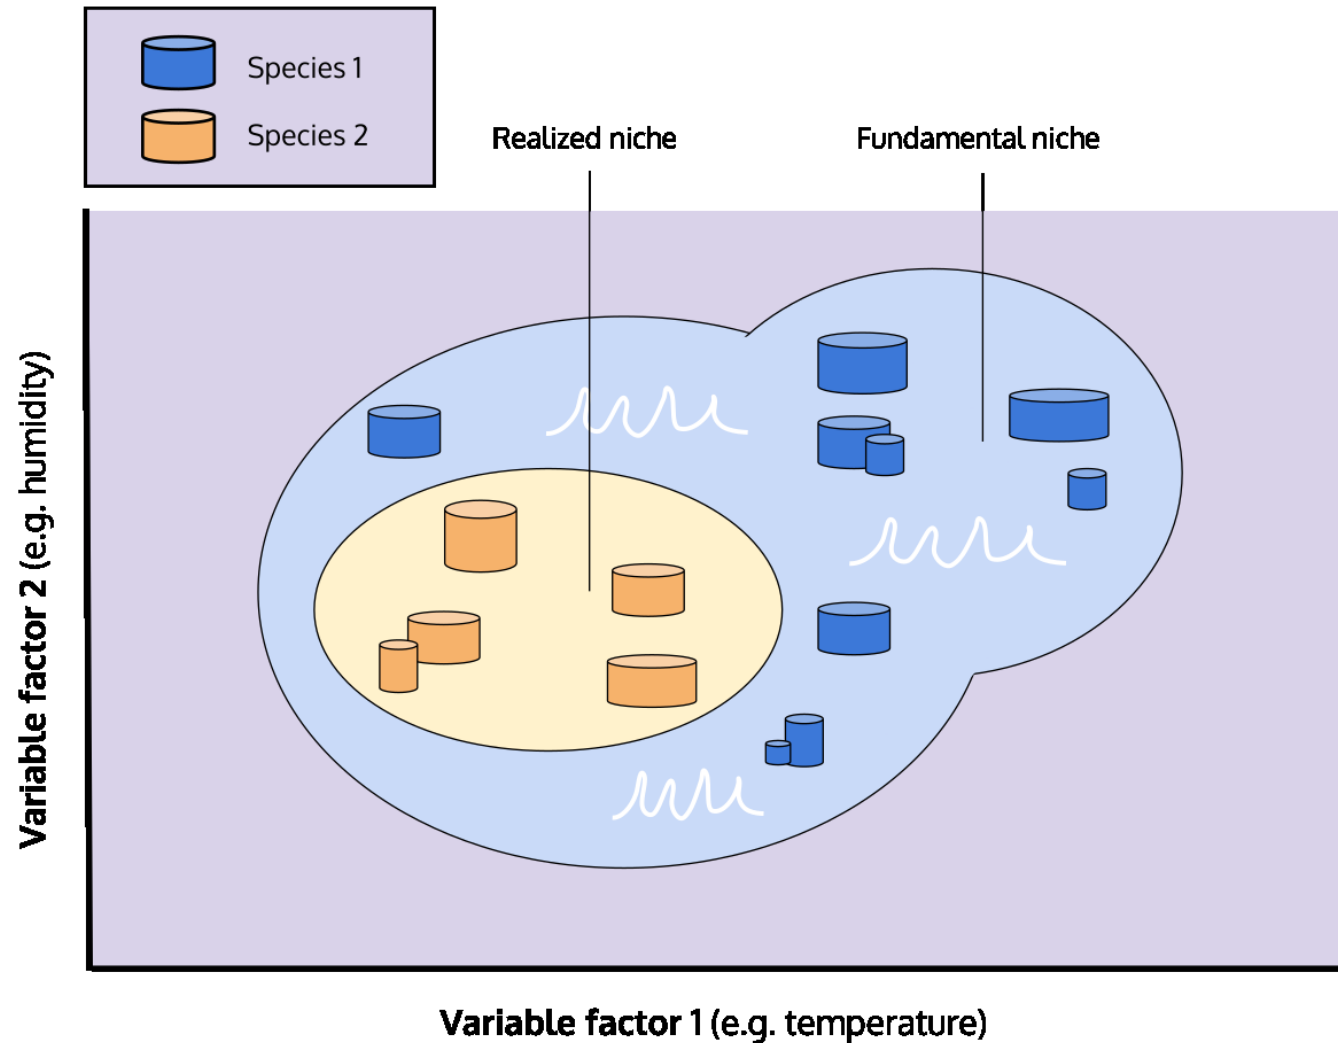 Species 1
Species 2
Realized niche
Fundamental niche
Variable factor 2 (e.g. humidity)
Variable factor 1 (e.g. temperature)